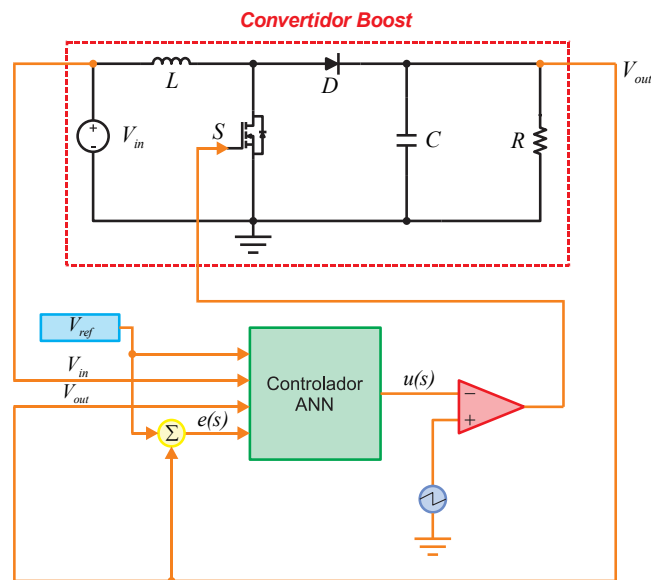 Convertidor Boost
L
D
V_out
+
-
V_in
S
C
R
V_ref
V_in
V_out
e(s)
Σ
Controlador
ANN
u(s)
−
+